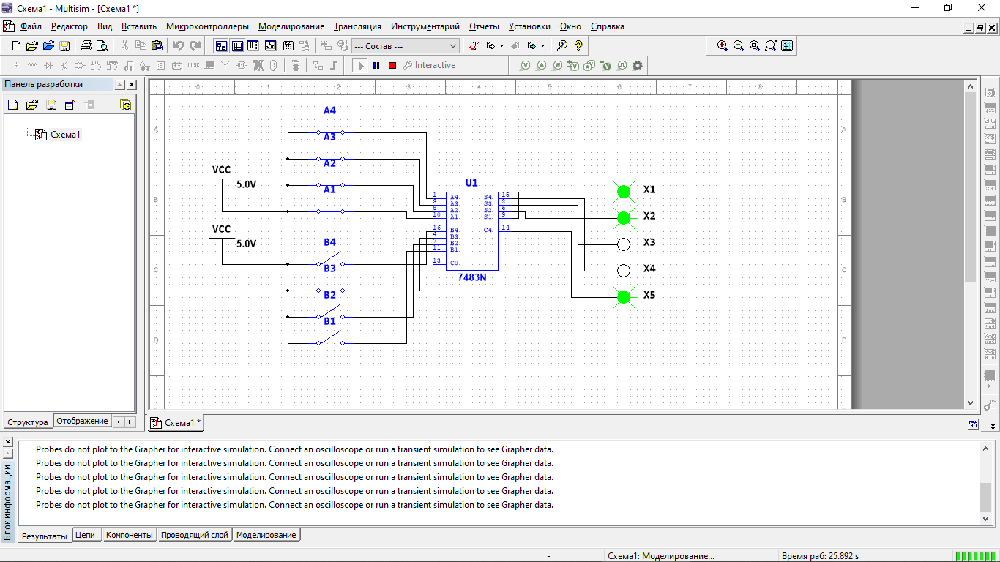 Схема1 - Multisim - [Схема1 *]
Файл Редактор Вид Вставить Микроконтроллеры Моделирование Трансляция Инструментарий Отчеты Установки Окно Справка
--- Состав ---
MISC Interactive
V A W V A V
Панель разработки
Схема1
Структура Отображение
0 1 2 3 4 5 6 7 8
A
B
C
D
A
B
C
D
A4
A3
A2
A1
VCC
5.0V
VCC
5.0V
B4
B3
B2
B1
U1
1 A4 S4 15
3 A3 S3 2
8 A2 S2 6
10 A1 S1 9
16 B4 C4 14
4 B3
7 B2
11 B1
13 C0
7483N
X1
X2
X3
X4
X5
Схема1 *
Блок информации
Probes do not plot to the Grapher for interactive simulation. Connect an oscilloscope or run a transient simulation to see Grapher data.
Probes do not plot to the Grapher for interactive simulation. Connect an oscilloscope or run a transient simulation to see Grapher data.
Probes do not plot to the Grapher for interactive simulation. Connect an oscilloscope or run a transient simulation to see Grapher data.
Probes do not plot to the Grapher for interactive simulation. Connect an oscilloscope or run a transient simulation to see Grapher data.
Probes do not plot to the Grapher for interactive simulation. Connect an oscilloscope or run a transient simulation to see Grapher data.
Результаты Цепи Компоненты Проводящий слой Моделирование
- Схема1: Моделирование... Время раб: 25.892 s